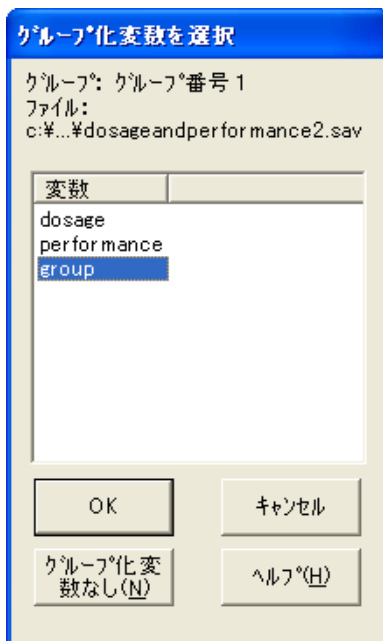 ｸﾞﾙｰﾌﾟ化変数を選択
ｸﾞﾙｰﾌﾟ: ｸﾞﾙｰﾌﾟ番号 1
ﾌｧｲﾙ:
c:¥...¥dosageandperformance2.sav
変数
dosage
performance
group
OK
ｷｬﾝｾﾙ
ｸﾞﾙｰﾌﾟ化変
数なし(N)
ﾍﾙﾌﾟ(H)